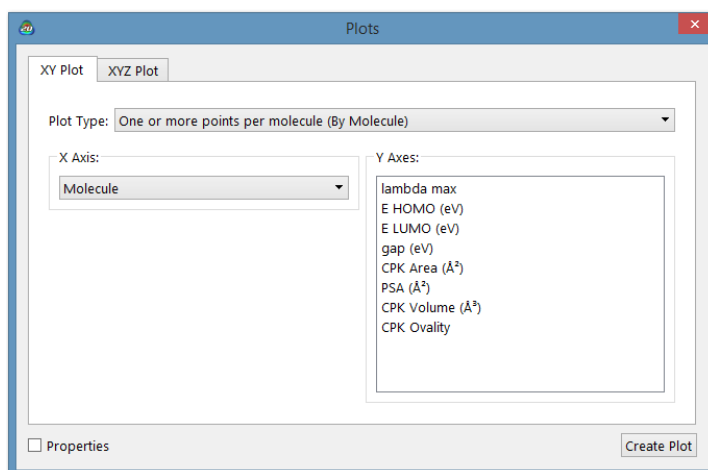 Plots
XY Plot XYZ Plot
Plot Type: One or more points per molecule (By Molecule)
X Axis:
Molecule
Y Axes:
lambda max
E HOMO (eV)
E LUMO (eV)
gap (eV)
CPK Area (Å²)
PSA (Å²)
CPK Volume (Å³)
CPK Ovality
Properties
Create Plot